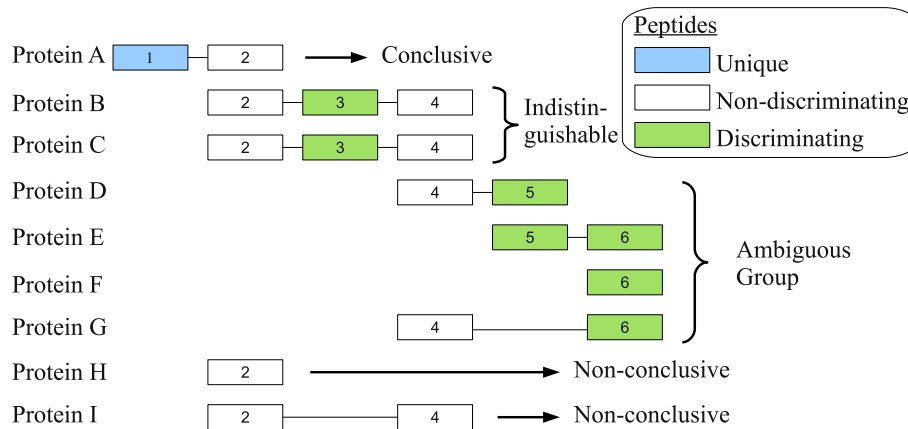 Peptides
Unique
Non-discriminating
Discriminating
Protein A 1 2 Conclusive
Protein B 2 3 4
Indistin-
guishable
Protein C 2 3 4
Protein D 4 5
Protein E 5 6
Ambiguous
Group
Protein F 6
Protein G 4 6
Protein H 2 Non-conclusive
Protein I 2 4 Non-conclusive